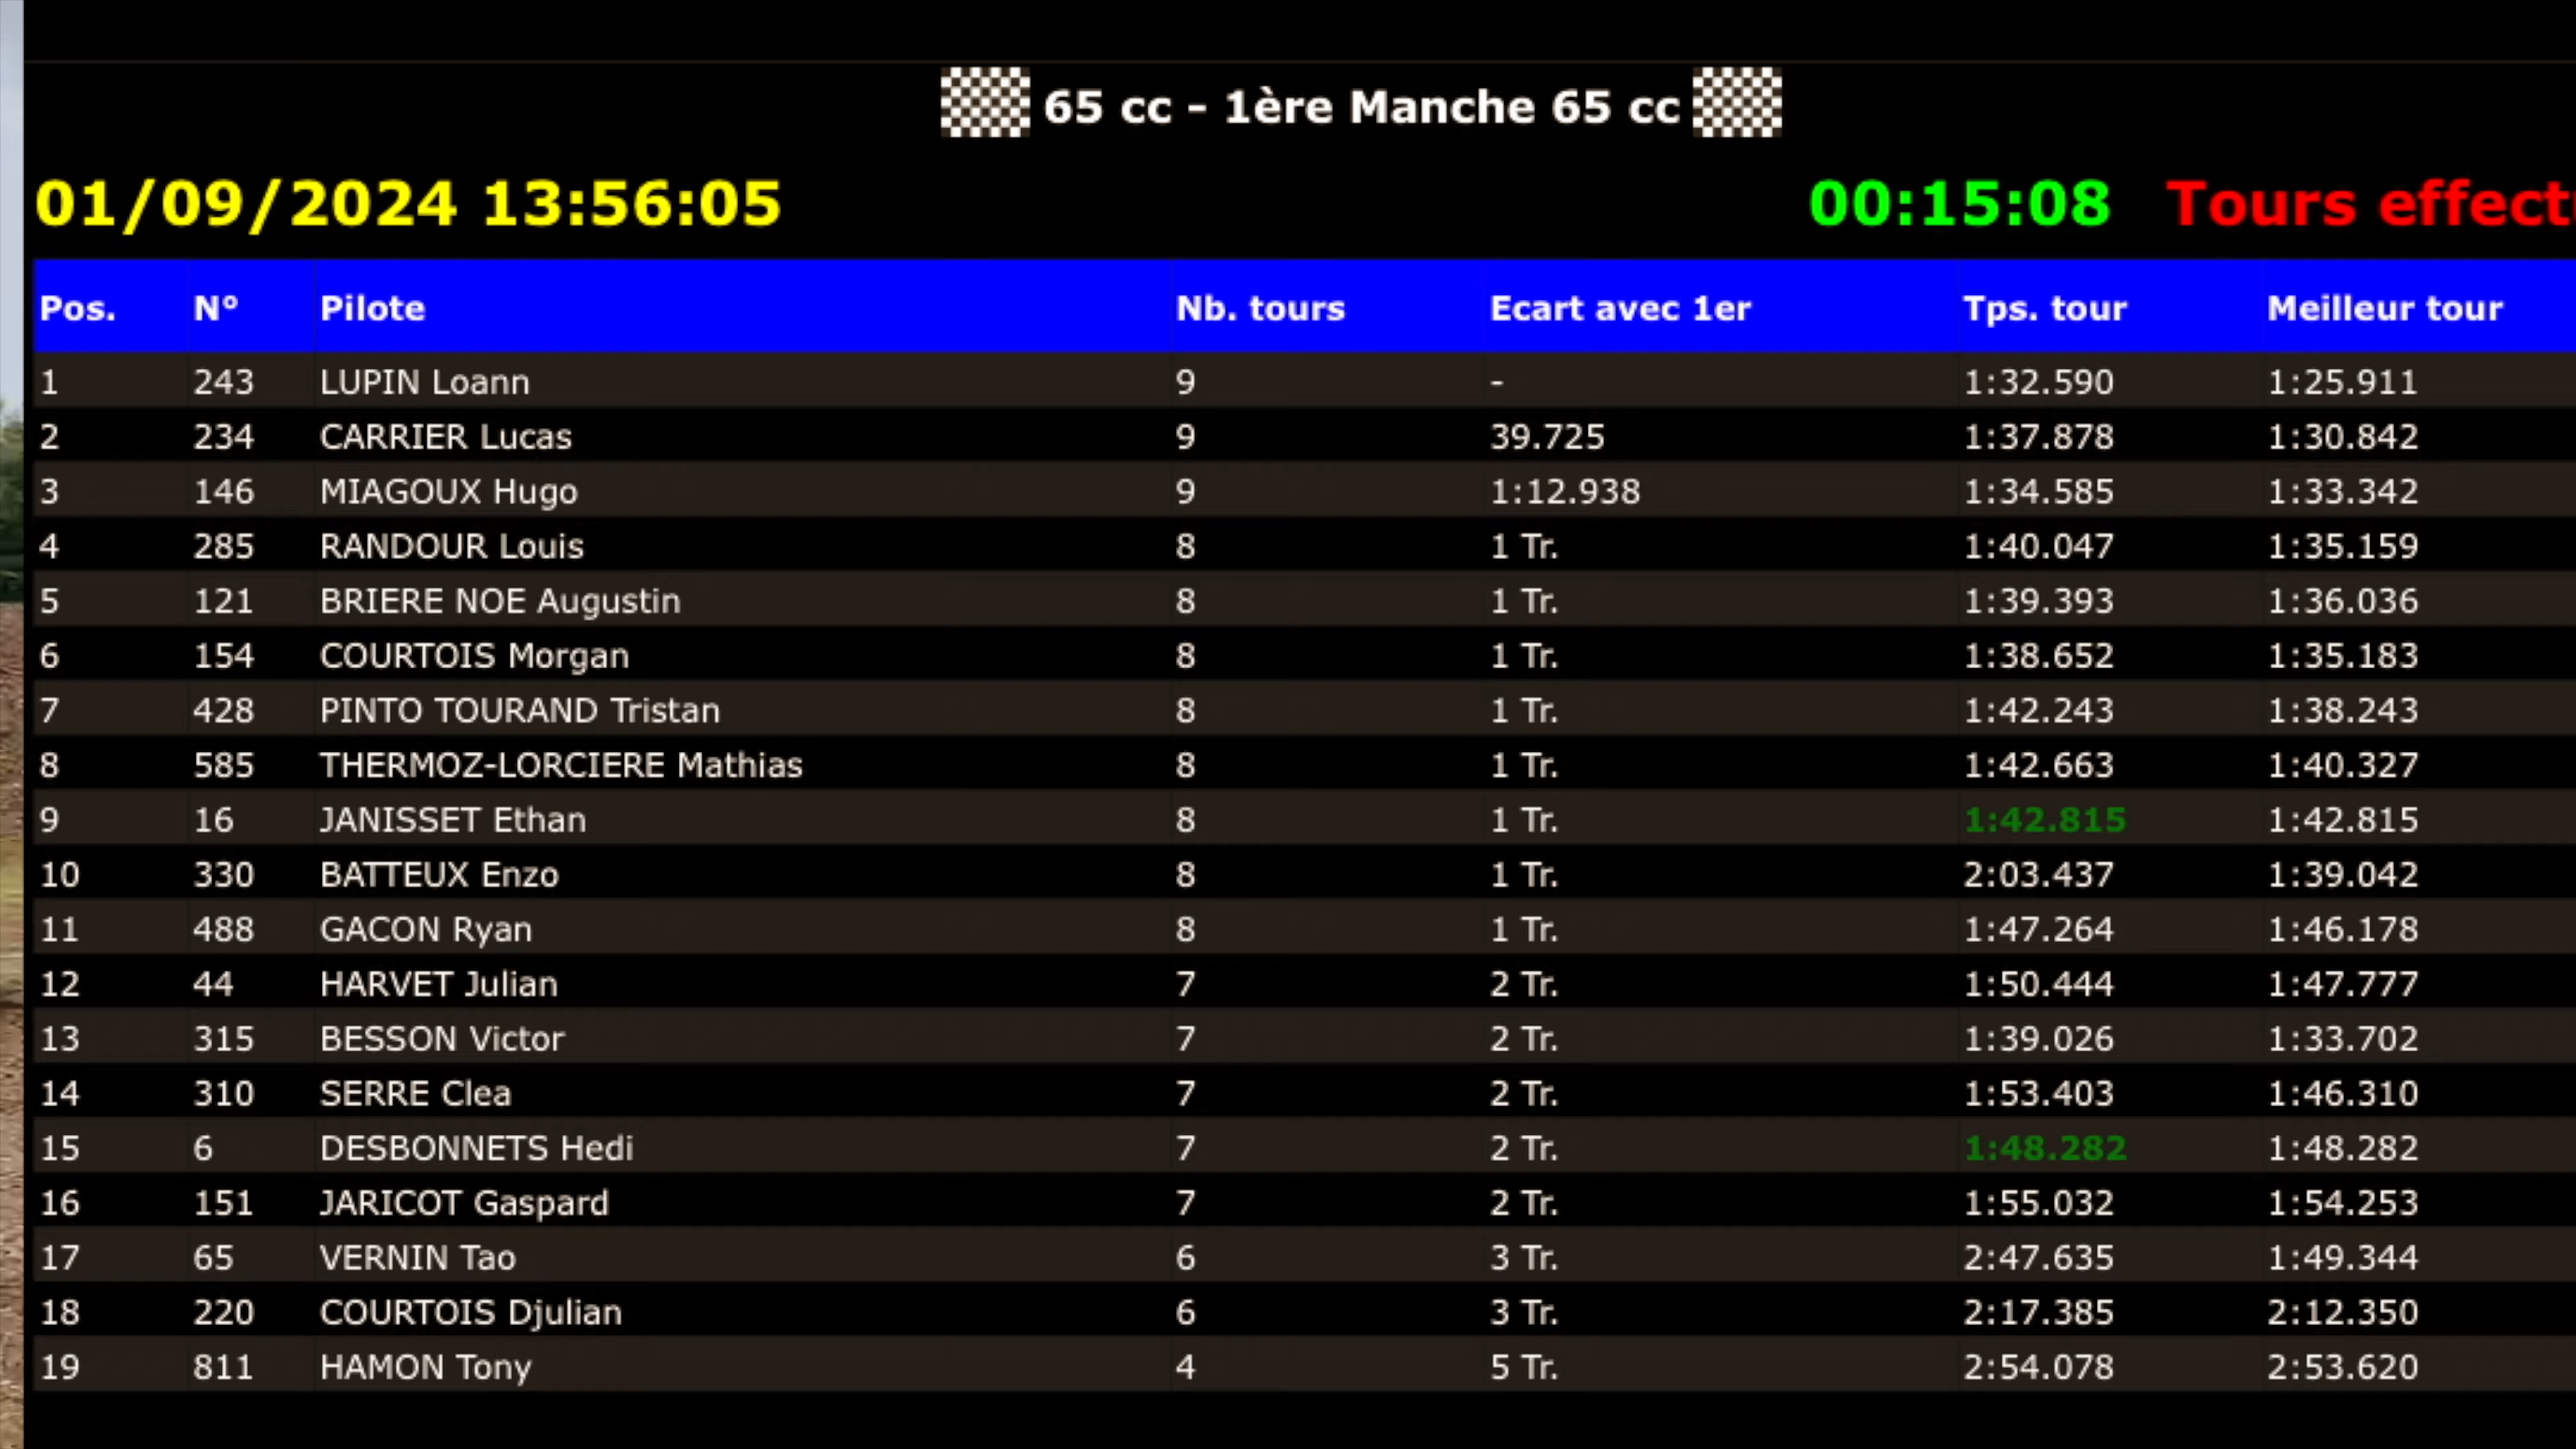 65 cc - 1ère Manche 65 cc
01/09/2024 13:56:05 00:15:08 Tours effect
Pos. N° Pilote Nb. tours Ecart avec 1er Tps. tour Meilleur tour
1 243 LUPIN Loann 9 - 1:32.590 1:25.911
2 234 CARRIER Lucas 9 39.725 1:37.878 1:30.842
3 146 MIAGOUX Hugo 9 1:12.938 1:34.585 1:33.342
4 285 RANDOUR Louis 8 1 Tr. 1:40.047 1:35.159
5 121 BRIERE NOE Augustin 8 1 Tr. 1:39.393 1:36.036
6 154 COURTOIS Morgan 8 1 Tr. 1:38.652 1:35.183
7 428 PINTO TOURAND Tristan 8 1 Tr. 1:42.243 1:38.243
8 585 THERMOZ-LORCIERE Mathias 8 1 Tr. 1:42.663 1:40.327
9 16 JANISSET Ethan 8 1 Tr. 1:42.815 1:42.815
10 330 BATTEUX Enzo 8 1 Tr. 2:03.437 1:39.042
11 488 GACON Ryan 8 1 Tr. 1:47.264 1:46.178
12 44 HARVET Julian 7 2 Tr. 1:50.444 1:47.777
13 315 BESSON Victor 7 2 Tr. 1:39.026 1:33.702
14 310 SERRE Clea 7 2 Tr. 1:53.403 1:46.310
15 6 DESBONNETS Hedi 7 2 Tr. 1:48.282 1:48.282
16 151 JARICOT Gaspard 7 2 Tr. 1:55.032 1:54.253
17 65 VERNIN Tao 6 3 Tr. 2:47.635 1:49.344
18 220 COURTOIS Djulian 6 3 Tr. 2:17.385 2:12.350
19 811 HAMON Tony 4 5 Tr. 2:54.078 2:53.620